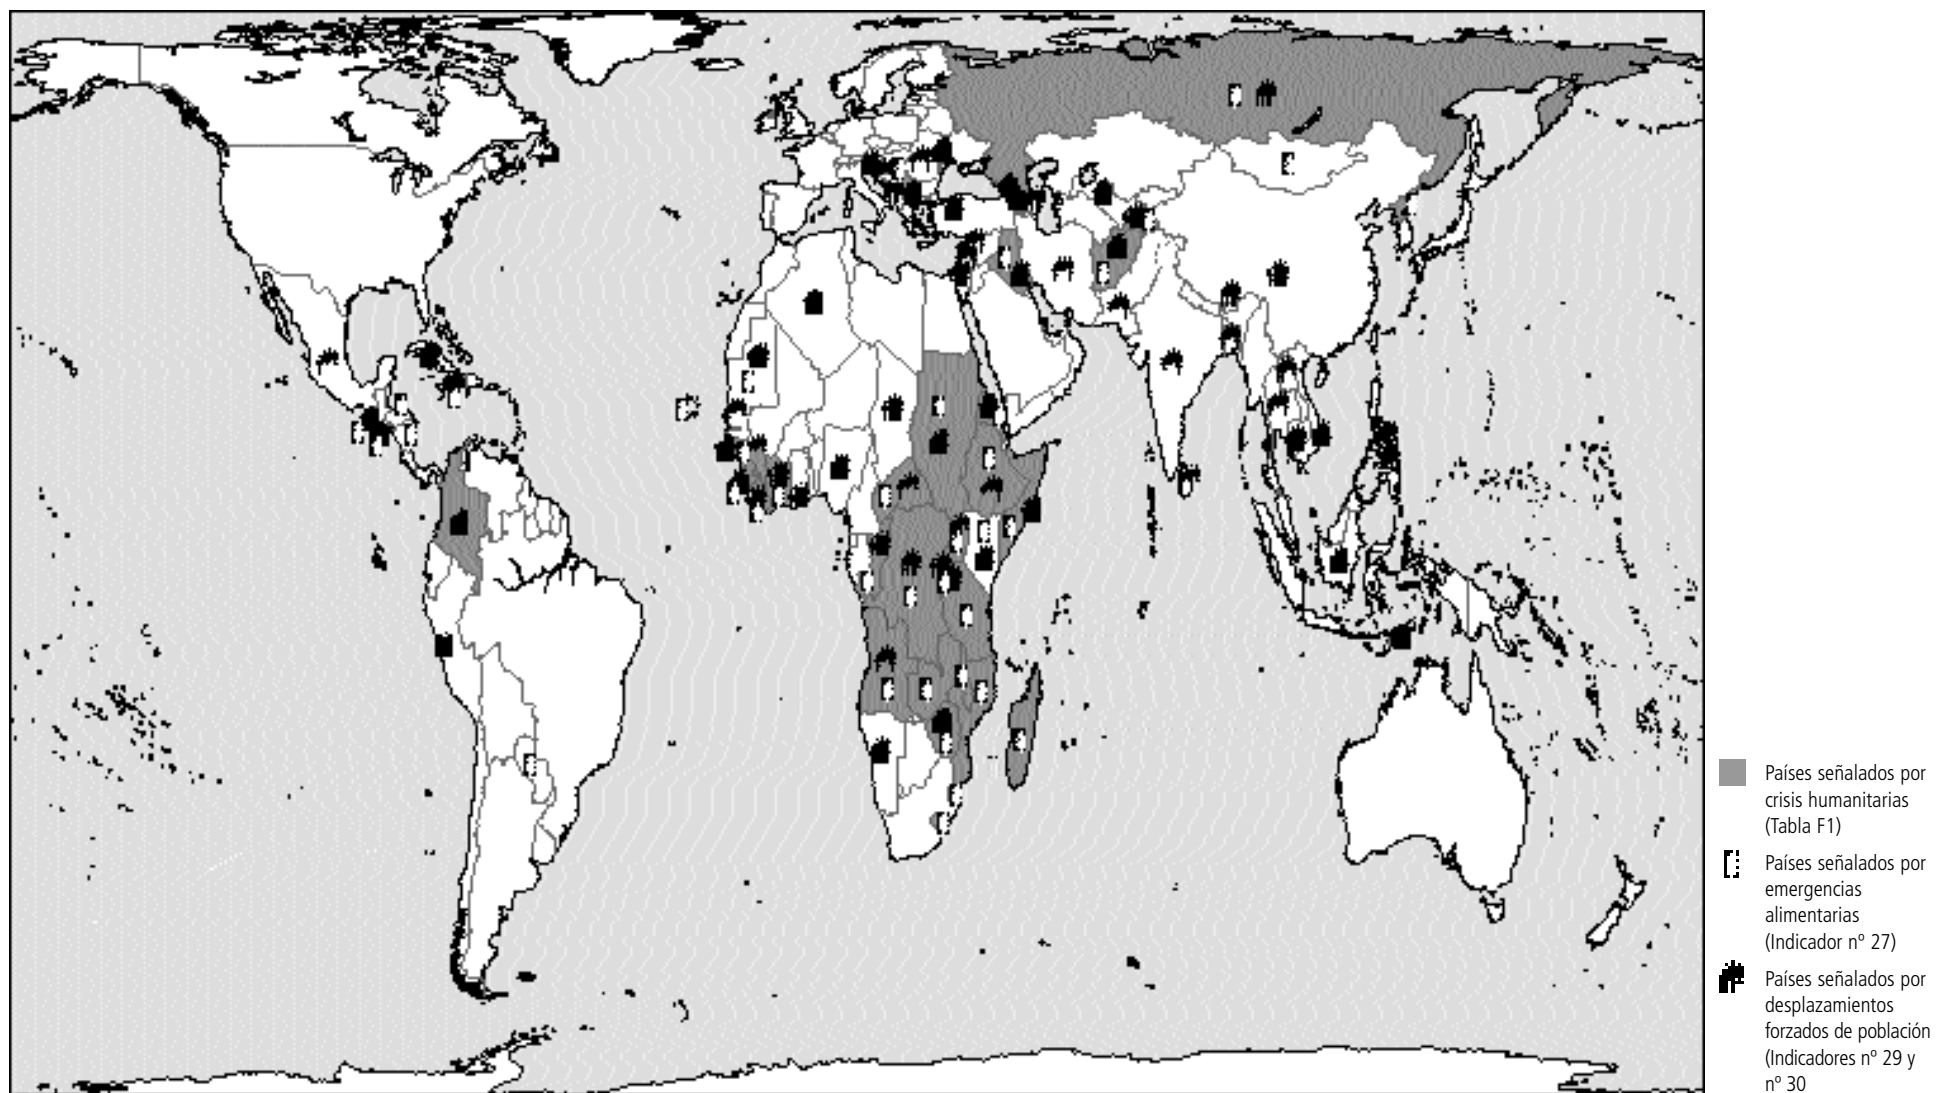 Países señalados por
crisis humanitarias
(Tabla F1)
Países señalados por
emergencias
alimentarias
(Indicador nº 27)
Países señalados por
desplazamientos
forzados de población
(Indicadores nº 29 y
nº 30